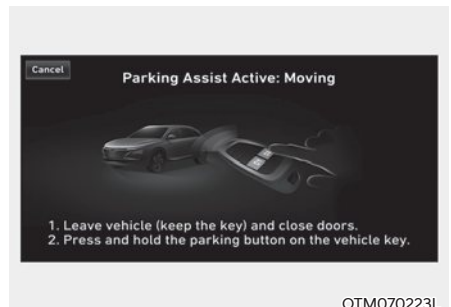 Cancel
Parking Assist Active: Moving
1. Leave vehicle (keep the key) and close doors.
2. Press and hold the parking button on the vehicle key.
OTM070223L